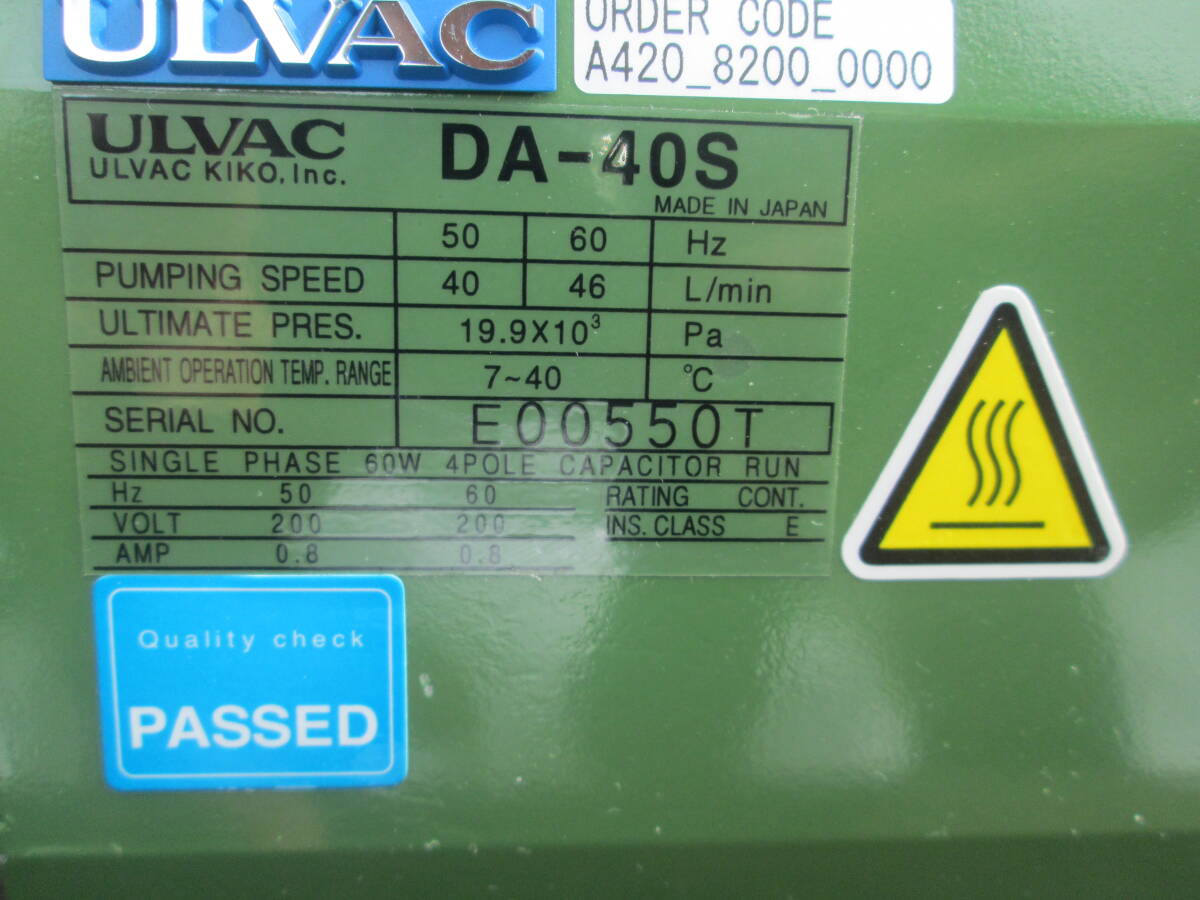 ULVAC
ORDER CODE
A420_8200_0000
ULVAC
ULVAC KIKO, Inc.
DA-40S
MADE IN JAPAN
50 60 Hz
PUMPING SPEED 40 46 L/min
ULTIMATE PRES. 19.9X10³ Pa
AMBIENT OPERATION TEMP. RANGE 7~40 °C
SERIAL NO. E00550T
SINGLE PHASE 60W 4POLE CAPACITOR RUN
Hz 50 60 RATING CONT.
VOLT 200 200 INS. CLASS E
AMP 0.8 0.8
Quality check
PASSED